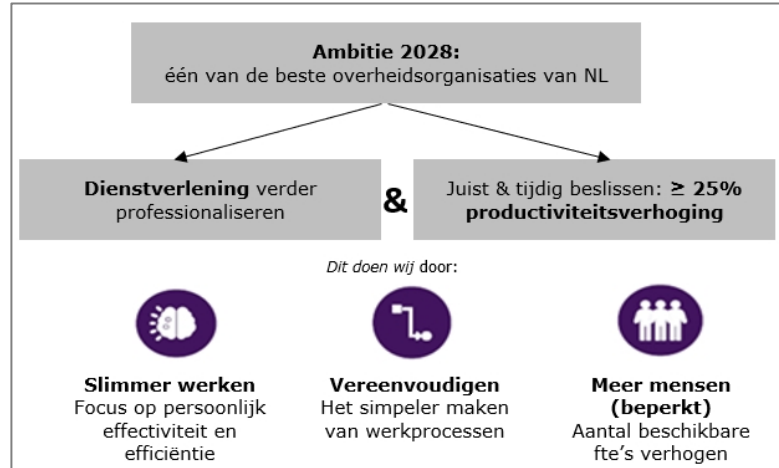 Ambitie 2028:
één van de beste overheidsorganisaties van NL
Dienstverlening verder
professionaliseren
&
Juist & tijdig beslissen: ≥ 25%
productiviteitsverhoging
Dit doen wij door:
Slimmer werken
Focus op persoonlijk
effectiviteit en
efficiëntie
Vereenvoudigen
Het simpeler maken
van werkprocessen
Meer mensen
(beperkt)
Aantal beschikbare
fte’s verhogen